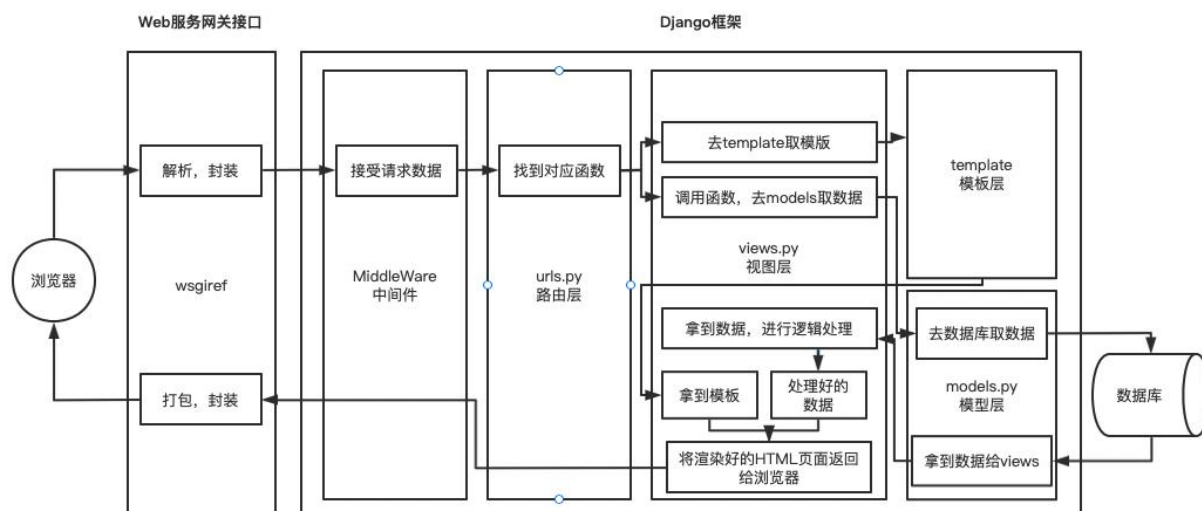 Web服务网关接口
Django框架
解析，封装
接受请求数据
找到对应函数
去template取模版
调用函数，去models取数据
template
模板层
浏览器
wsgiref
MiddleWare
中间件
urls.py
路由层
views.py
视图层
拿到数据，进行逻辑处理
去数据库取数据
打包，封装
拿到模板
处理好的
数据
models.py
模型层
数据库
将渲染好的HTML页面返回
给浏览器
拿到数据给views